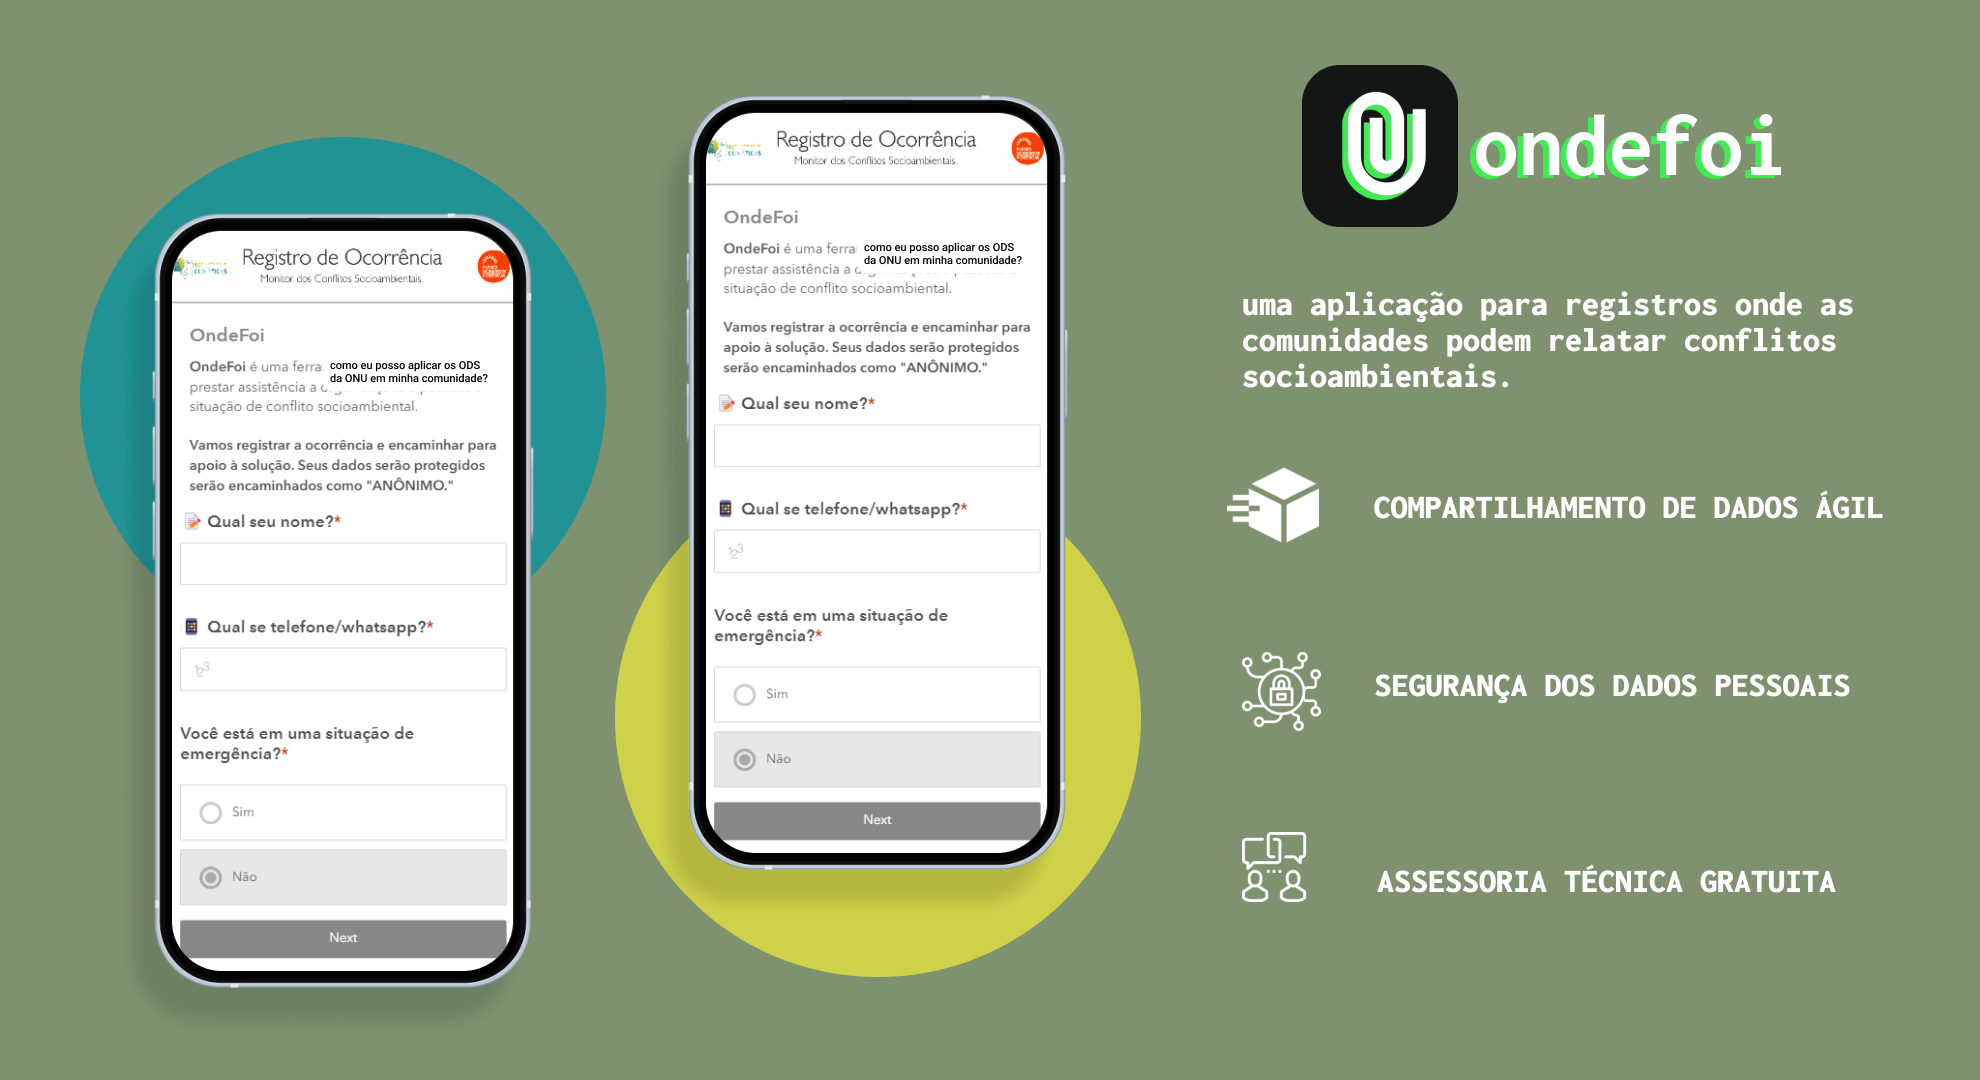 Registro de Ocorrência
Monitor dos Conflitos Socioambientais.
OndeFoi
OndeFoi é uma ferra
como eu posso aplicar os ODS
da ONU em minha comunidade?
prestar assistência a
situação de conflito socioambiental.
Vamos registrar a ocorrência e encaminhar para
apoio à solução. Seus dados serão protegidos
serão encaminhados como "ANÔNIMO."
Qual seu nome?*
Qual se telefone/whatsapp?*
123
Você está em uma situação de
emergência?*
Sim
Não
Next
Registro de Ocorrência
Monitor dos Conflitos Socioambientais.
OndeFoi
OndeFoi é uma ferra
como eu posso aplicar os ODS
da ONU em minha comunidade?
prestar assistência a
situação de conflito socioambiental.
Vamos registrar a ocorrência e encaminhar para
apoio à solução. Seus dados serão protegidos
serão encaminhados como "ANÔNIMO."
Qual seu nome?*
Qual se telefone/whatsapp?*
123
Você está em uma situação de
emergência?*
Sim
Não
Next
ondefoi
uma aplicação para registros onde as
comunidades podem relatar conflitos
socioambientais.
COMPARTILHAMENTO DE DADOS ÁGIL
SEGURANÇA DOS DADOS PESSOAIS
ASSESSORIA TÉCNICA GRATUITA